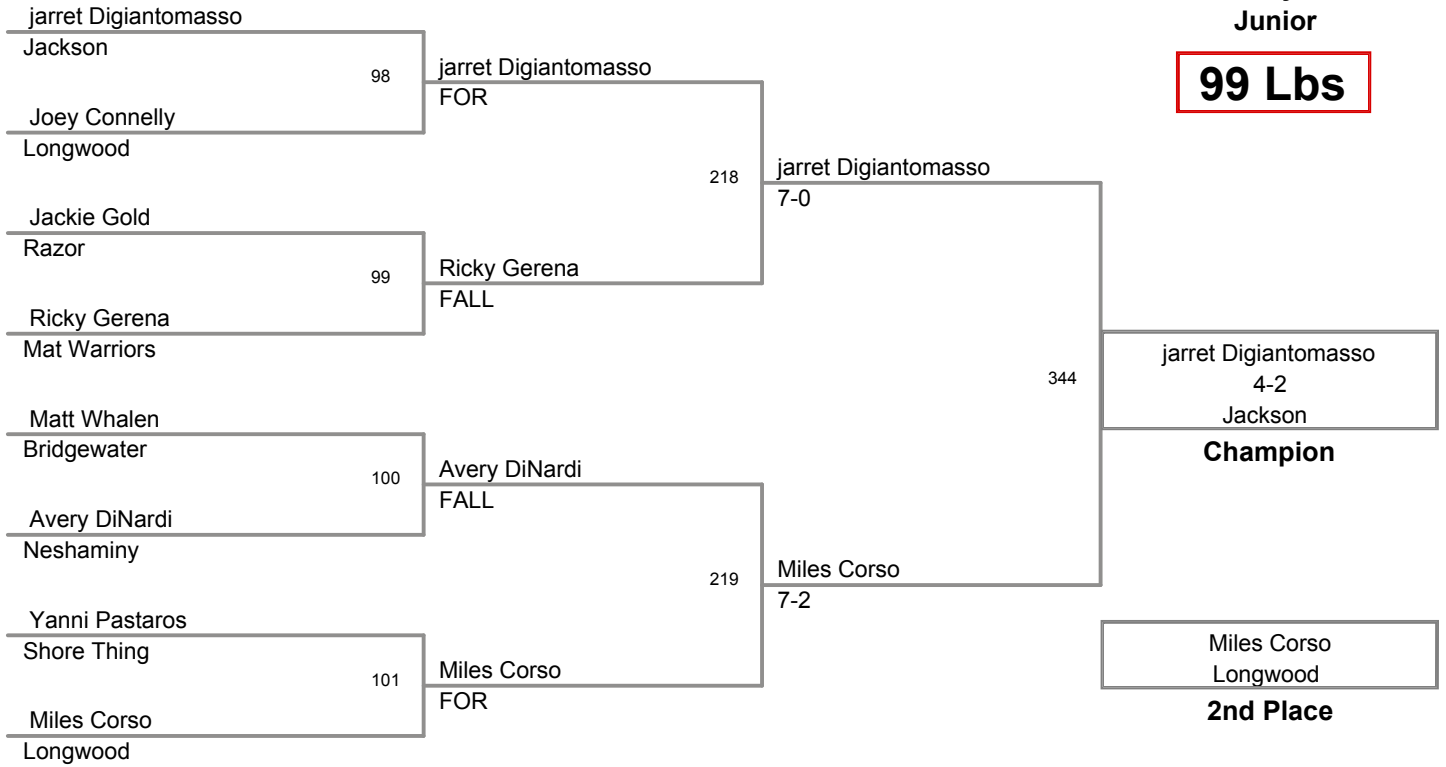 Junior
99 Lbs
jarret Digiantomasso
Jackson
98
Joey Connelly
Longwood
jarret Digiantomasso
FOR
218
Jackie Gold
Razor
99
Ricky Gerena
Mat Warriors
Ricky Gerena
FALL
jarret Digiantomasso
7-0
344
Matt Whalen
Bridgewater
100
Avery DiNardi
Neshaminy
Avery DiNardi
FALL
219
Yanni Pastaros
Shore Thing
101
Miles Corso
Longwood
Miles Corso
FOR
Miles Corso
7-2
jarret Digiantomasso
4-2
Jackson
Champion
Miles Corso
Longwood
2nd Place